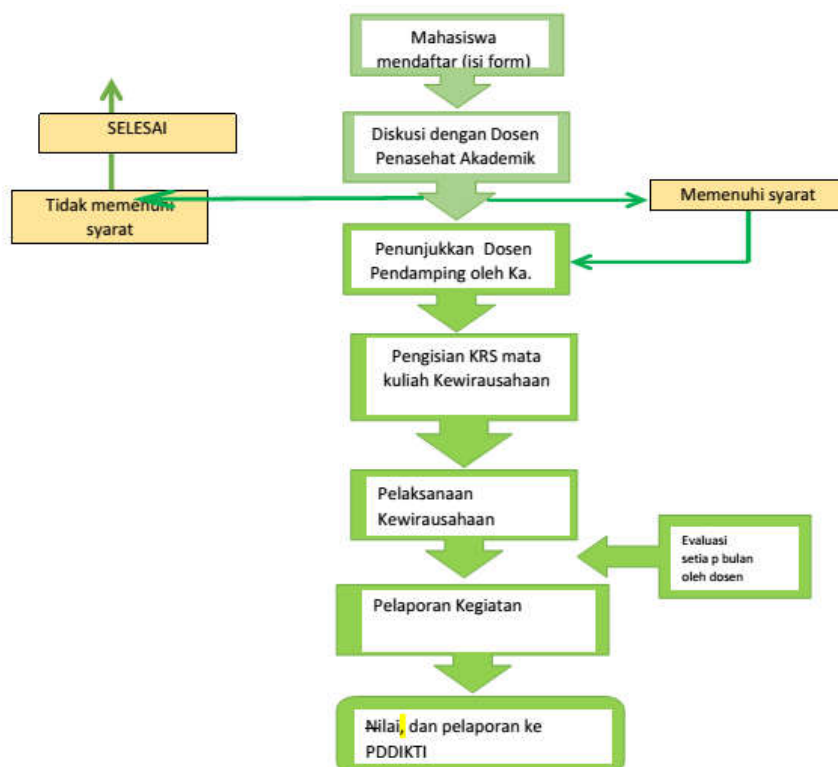 Mahasiswa
mendaftar (isi form)
SELESAI
Diskusi dengan Dosen
Penasehat Akademik
Tidak memenuhi
syarat
Memenuhi syarat
Penunjukkan Dosen
Pendamping oleh Ka.
Pengisian KRS mata
kuliah Kewirausahaan
Pelaksanaan
Kewirausahaan
Evaluasi
setia p bulan
oleh dosen
Pelaporan Kegiatan
Nilai, dan pelaporan ke
PDDIKTI